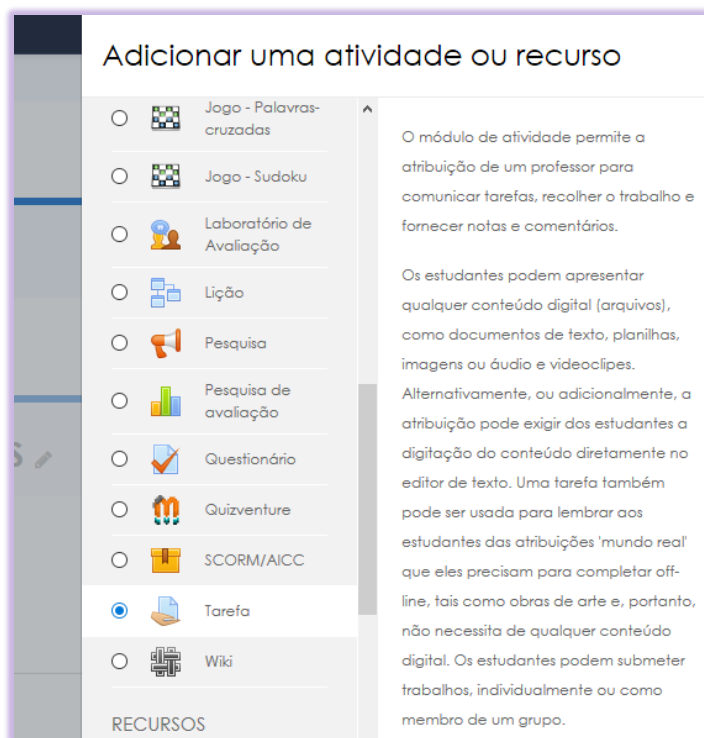 Adicionar uma atividade ou recurso
Jogo - Palavras-
cruzadas
Jogo - Sudoku
Laboratório de
Avaliação
Lição
Pesquisa
Pesquisa de
avaliação
Questionário
Quizventure
SCORM/AICC
Tarefa
Wiki
RECURSOS
O módulo de atividade permite a
atribuição de um professor para
comunicar tarefas, recolher o trabalho e
fornecer notas e comentários.
Os estudantes podem apresentar
qualquer conteúdo digital (arquivos),
como documentos de texto, planilhas,
imagens ou áudio e videoclipes.
Alternativamente, ou adicionalmente, a
atribuição pode exigir dos estudantes a
digitação do conteúdo diretamente no
editor de texto. Uma tarefa também
pode ser usada para lembrar aos
estudantes das atribuições 'mundo real'
que eles precisam para completar off-
line, tais como obras de arte e, portanto,
não necessita de qualquer conteúdo
digital. Os estudantes podem submeter
trabalhos, individualmente ou como
membro de um grupo.